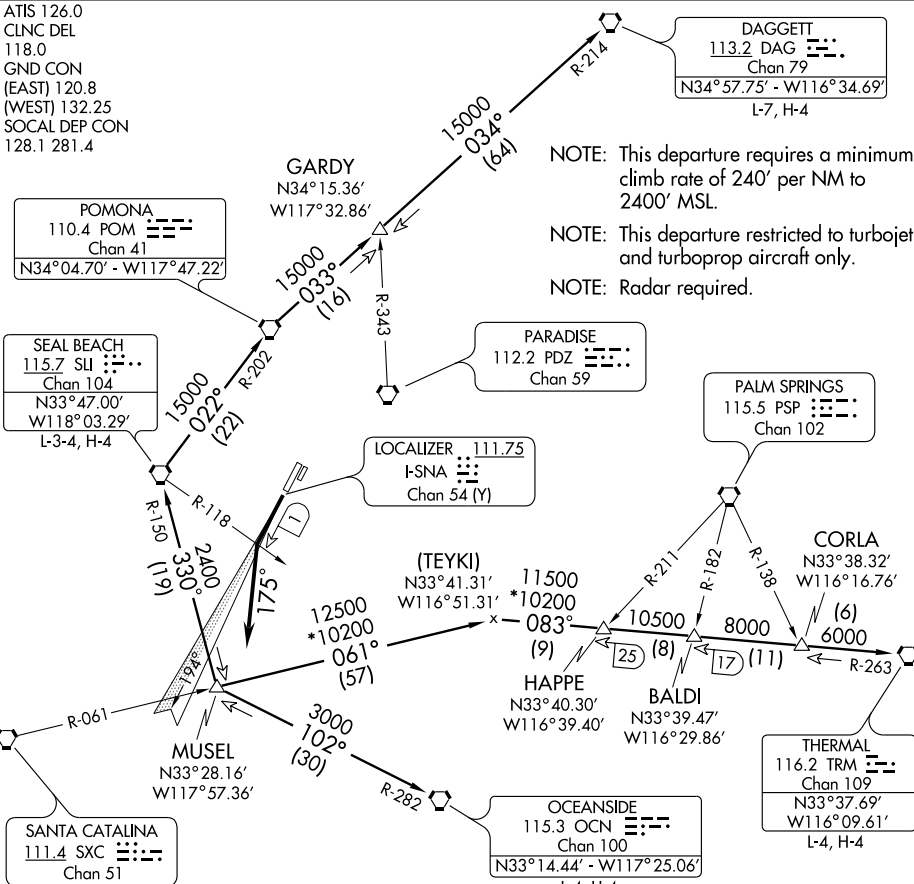 ATIS 126.0
CLNC DEL
118.0
GND CON
(EAST) 120.8
(WEST) 132.25
SOCAL DEP CON
128.1 281.4
DAGGETT
113.2 DAG
Chan 79
N34°57.75' - W116°34.69'
L-7, H-4
R-214
15000
034°
(64)
NOTE: This departure requires a minimum
climb rate of 240' per NM to
2400' MSL.
NOTE: This departure restricted to turbojet
and turboprop aircraft only.
NOTE: Radar required.
GARDY
N34°15.36'
W117°32.86'
POMONA
110.4 POM
Chan 41
N34°04.70' - W117°47.22'
15000
033°
(16)
R-343
PARADISE
112.2 PDZ
Chan 59
SEAL BEACH
115.7 SLI
Chan 104
N33°47.00'
W118°03.29'
L-3-4, H-4
R-202
15000
022°
(22)
PALM SPRINGS
115.5 PSP
Chan 102
LOCALIZER 111.75
I-SNA
Chan 54 (Y)
R-118
1
R-150
2400
330°
(19)
175°
194°
R-211
R-182
R-138
CORLA
N33°38.32'
W116°16.76'
(TEYKI)
N33°41.31'
W116°51.31'
12500
*10200
061°
(57)
x
11500
*10200
083°
(9)
10500
(8)
8000
(11)
(6)
6000
R-263
25
17
HAPPE
N33°40.30'
W116°39.40'
BALDI
N33°39.47'
W116°29.86'
R-061
MUSEL
N33°28.16'
W117°57.36'
3000
102°
(30)
R-282
THERMAL
116.2 TRM
Chan 109
N33°37.69'
W116°09.61'
L-4, H-4
SANTA CATALINA
111.4 SXC
Chan 51
OCEANSIDE
115.3 OCN
Chan 100
N33°14.44' - W117°25.06'